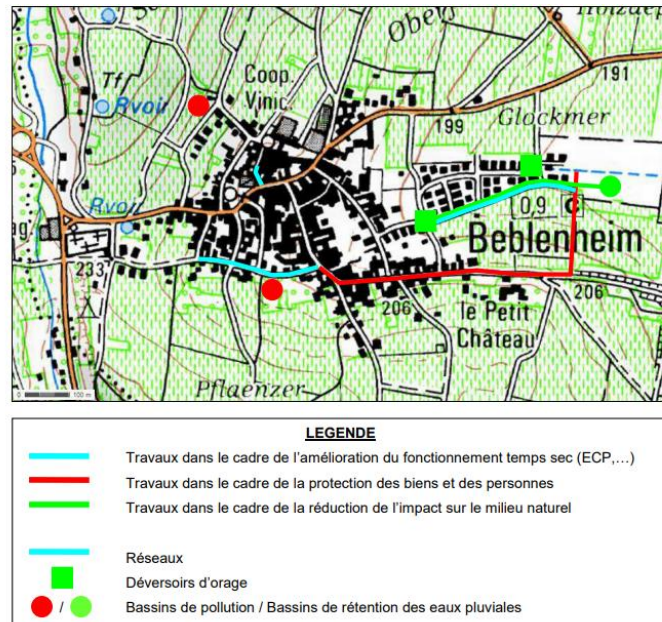 Oberf
191
Tf
Coop.
Vinic.
Rvoir
199
Glockmer
Rvoir
0,9
Beblenheim
233
206
206
le Petit
Château
Pflaenzer
0 100 m
LEGENDE
Travaux dans le cadre de l'amélioration du fonctionnement temps sec (ECP,…)
Travaux dans le cadre de la protection des biens et des personnes
Travaux dans le cadre de la réduction de l'impact sur le milieu naturel
Réseaux
Déversoirs d'orage
/ Bassins de pollution / Bassins de rétention des eaux pluviales